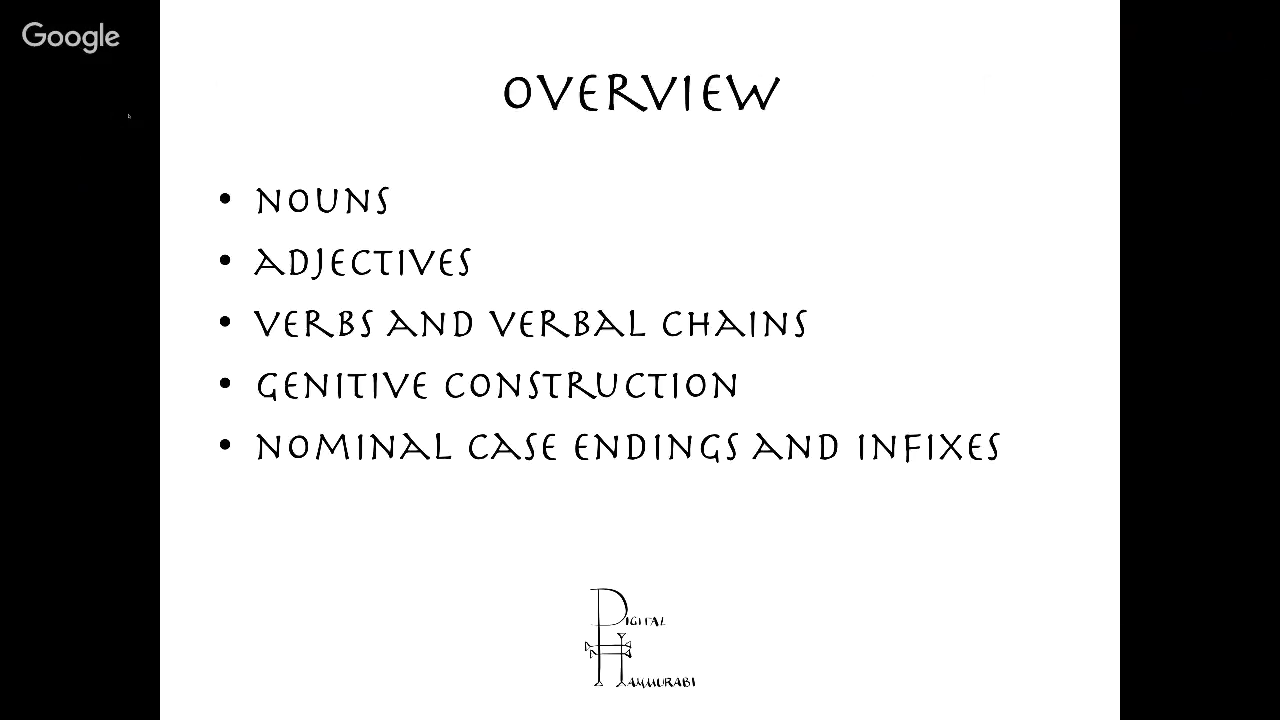 Google
OVERVIEW
• NOUNS
• ADJECTIVES
• VERBS AND VERBAL CHAINS
• GENITIVE CONSTRUCTION
• NOMINAL CASE ENDINGS AND INFIXES
DIGITAL
HAMMURABI